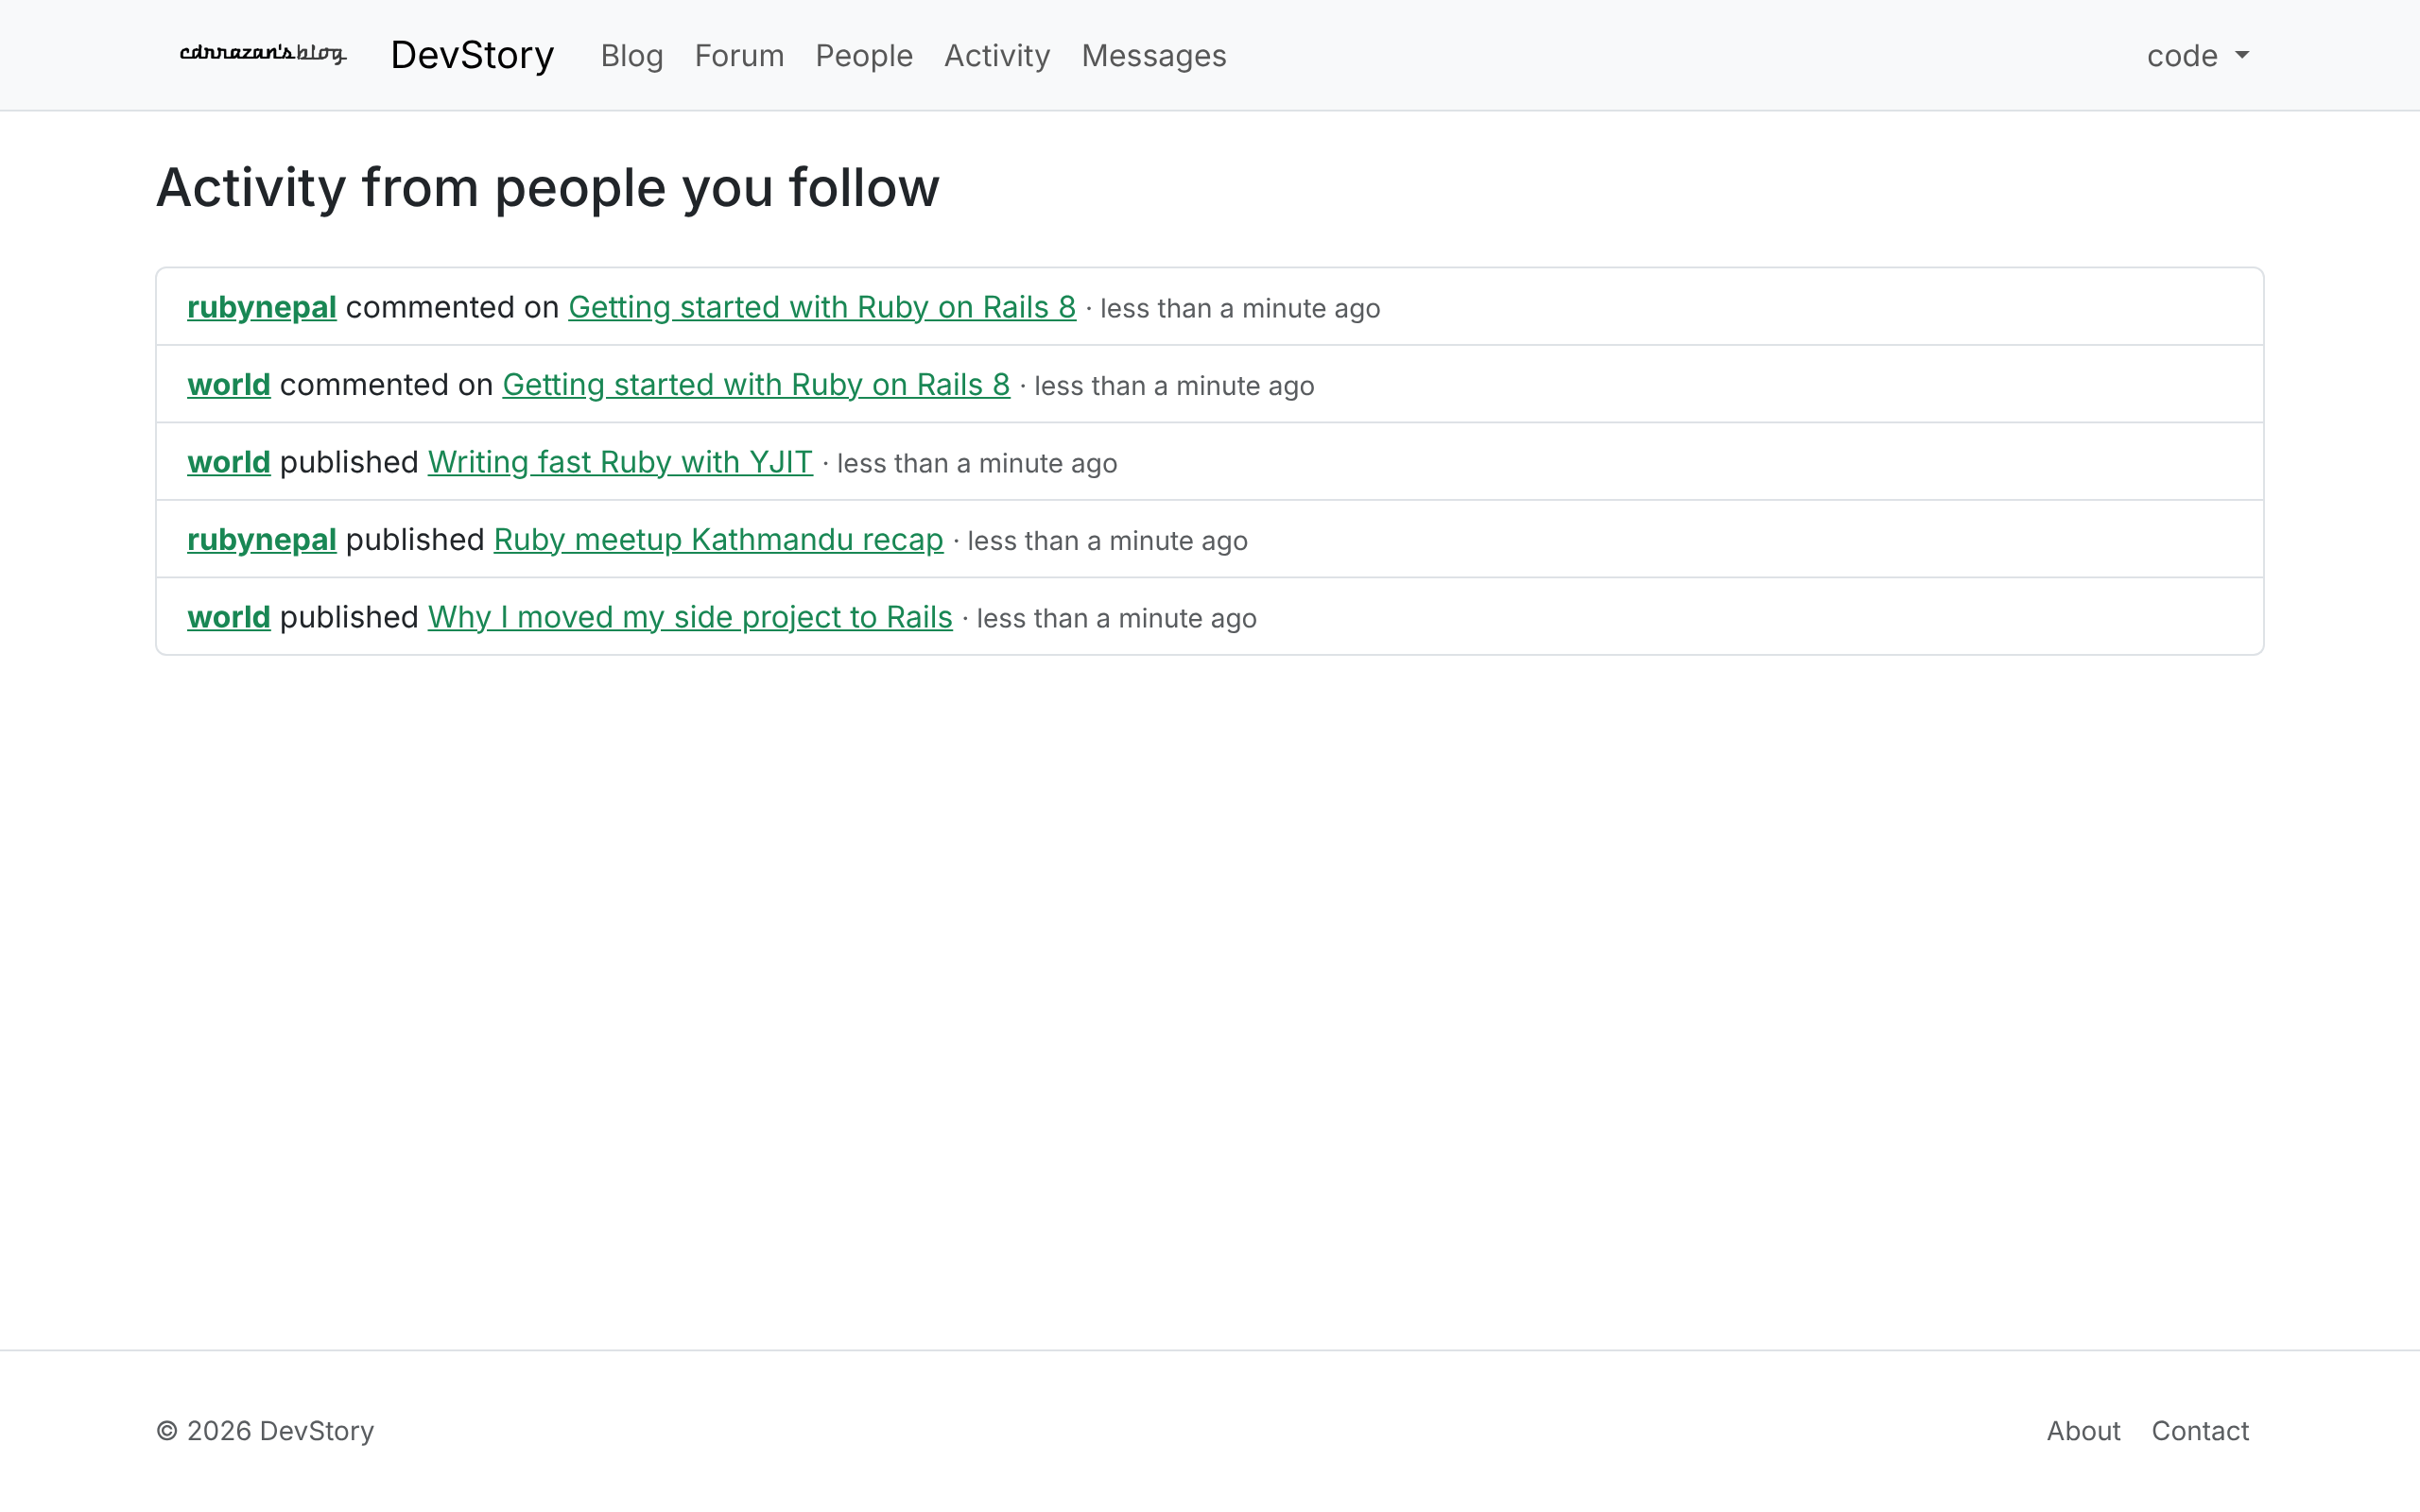 cdrrazan'sblog DevStory Blog Forum People Activity Messages code
Activity from people you follow
rubynepal commented on Getting started with Ruby on Rails 8 · less than a minute ago
world commented on Getting started with Ruby on Rails 8 · less than a minute ago
world published Writing fast Ruby with YJIT · less than a minute ago
rubynepal published Ruby meetup Kathmandu recap · less than a minute ago
world published Why I moved my side project to Rails · less than a minute ago
© 2026 DevStory About Contact